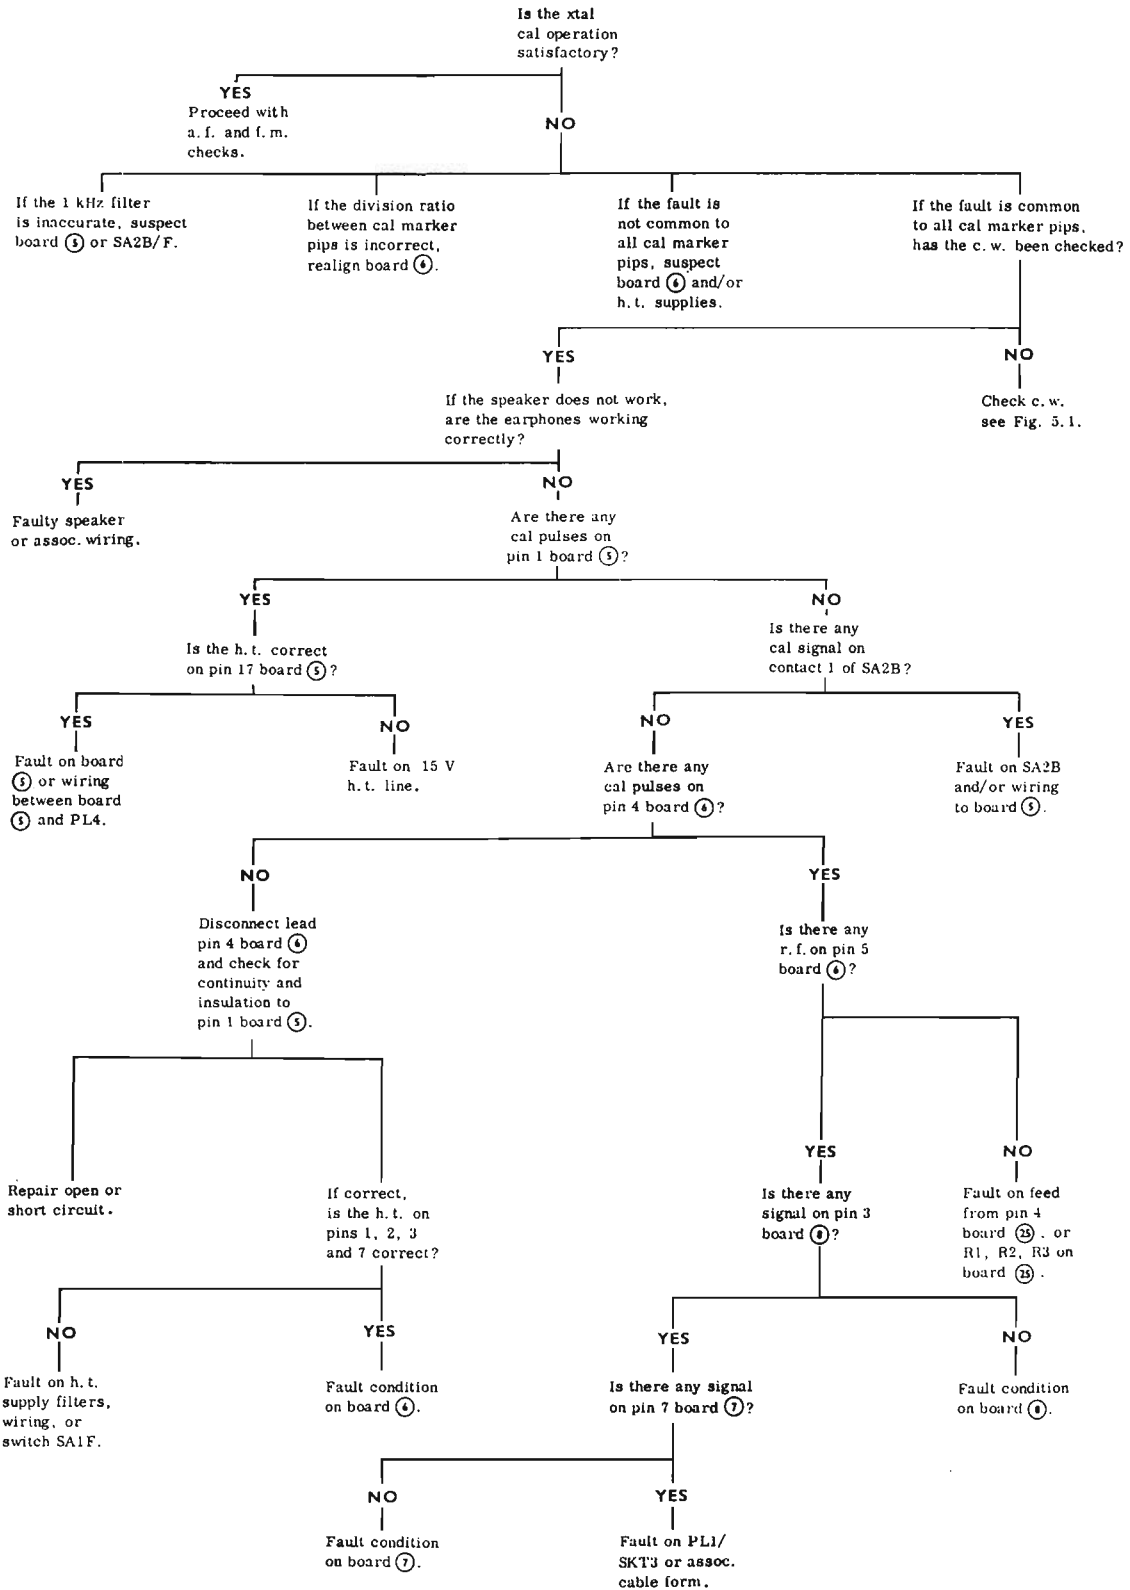 Is the xtal
cal operation
satisfactory?
YES
Proceed with
a.f. and f.m.
checks.
NO
If the 1 kHz filter
is inaccurate, suspect
board ⑤ or SA2B/F.
If the division ratio
between cal marker
pips is incorrect,
realign board ⑥.
If the fault is
not common to
all cal marker
pips, suspect
board ⑥ and/or
h.t. supplies.
If the fault is common
to all cal marker pips,
has the c.w. been checked?
YES
NO
If the speaker does not work,
are the earphones working
correctly?
Check c.w.
see Fig. 5.1.
YES
NO
Faulty speaker
or assoc. wiring.
Are there any
cal pulses on
pin 1 board ⑤?
YES
NO
Is the h.t. correct
on pin 17 board ⑤?
Is there any
cal signal on
contact 1 of SA2B?
YES
NO
NO
YES
Fault on board
⑤ or wiring
between board
⑤ and PL4.
Fault on 15 V
h.t. line.
Are there any
cal pulses on
pin 4 board ⑥?
Fault on SA2B
and/or wiring
to board ⑤.
NO
YES
Disconnect lead
pin 4 board ⑥
and check for
continuity and
insulation to
pin 1 board ⑤.
Is there any
r.f. on pin 5
board ⑥?
YES
NO
Repair open or
short circuit.
If correct,
is the h.t. on
pins 1, 2, 3
and 7 correct?
Is there any
signal on pin 3
board ⑧?
Fault on feed
from pin 4
board ㉕. or
R1, R2, R3 on
board ㉕.
NO
YES
YES
NO
Fault on h.t.
supply filters,
wiring, or
switch SA1F.
Fault condition
on board ⑥.
Is there any signal
on pin 7 board ⑦?
Fault condition
on board ⑧.
NO
YES
Fault condition
on board ⑦.
Fault on PL1/
SKT3 or assoc.
cable form.